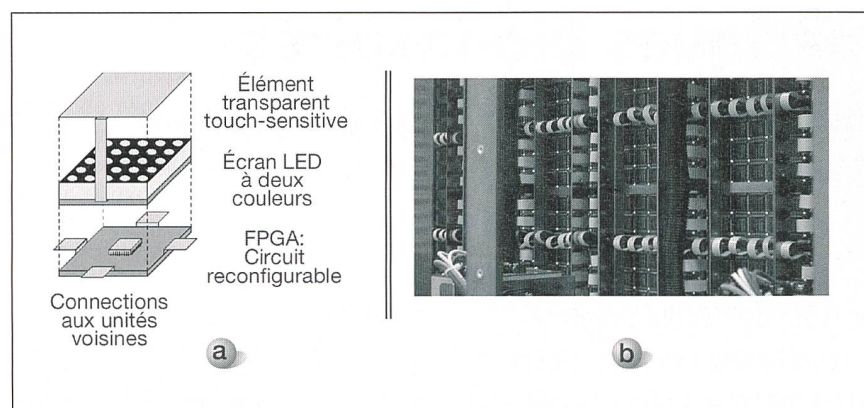 Élément
transparent
touch-sensitive
Écran LED
à deux
couleurs
FPGA:
Circuit
reconfigurable
Connections
aux unités
voisines
a
b